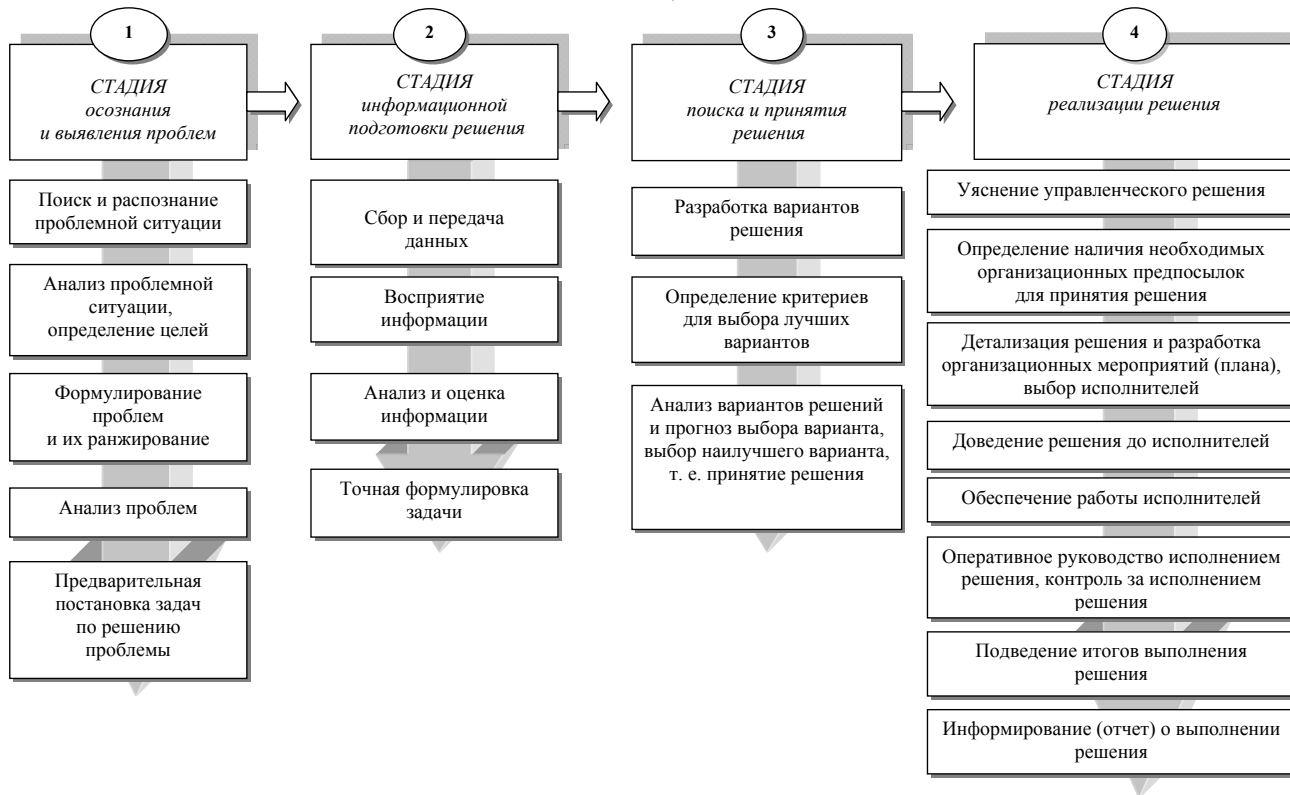 1
СТАДИЯ
осознания
и выявления проблем
Поиск и распознание
проблемной ситуации
Анализ проблемной
ситуации,
определение целей
Формулирование
проблем
и их ранжирование
Анализ проблем
Предварительная
постановка задач
по решению
проблемы
2
СТАДИЯ
информационной
подготовки решения
Сбор и передача
данных
Восприятие
информации
Анализ и оценка
информации
Точная формулировка
задачи
3
СТАДИЯ
поиска и принятия
решения
Разработка вариантов
решения
Определение критериев
для выбора лучших
вариантов
Анализ вариантов решений
и прогноз выбора варианта,
выбор наилучшего варианта,
т. е. принятие решения
4
СТАДИЯ
реализации решения
Уяснение управленческого решения
Определение наличия необходимых
организационных предпосылок
для принятия решения
Детализация решения и разработка
организационных мероприятий (плана),
выбор исполнителей
Доведение решения до исполнителей
Обеспечение работы исполнителей
Оперативное руководство исполнением
решения, контроль за исполнением
решения
Подведение итогов выполнения
решения
Информирование (отчет) о выполнении
решения